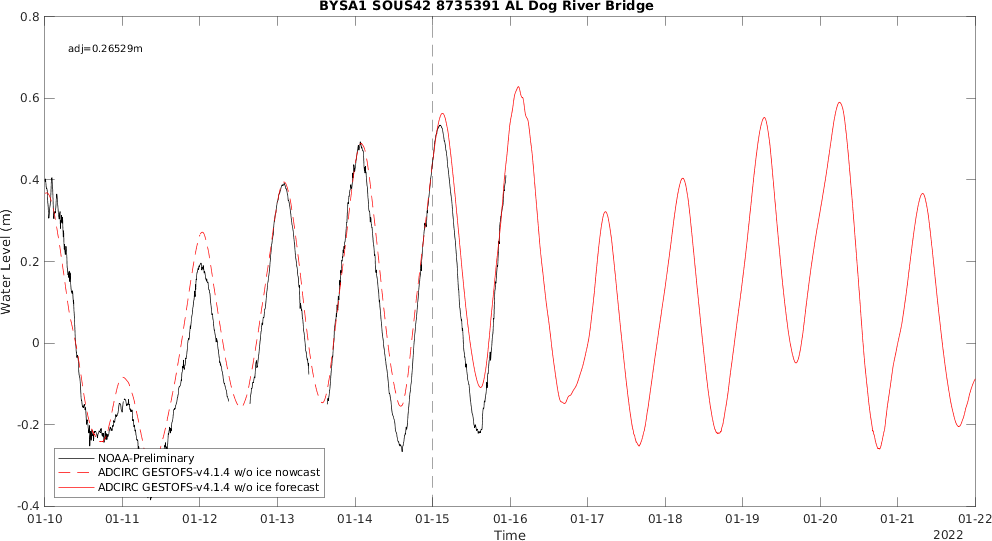 BYSA1 SOUS42 8735391 AL Dog River Bridge
adj=0.26529m
Water Level (m)
0.8
0.6
0.4
0.2
0
-0.2
-0.4
NOAA-Preliminary
ADCIRC GESTOFS-v4.1.4 w/o ice nowcast
ADCIRC GESTOFS-v4.1.4 w/o ice forecast
01-10 01-11 01-12 01-13 01-14 01-15 01-16 01-17 01-18 01-19 01-20 01-21 01-22
Time
2022